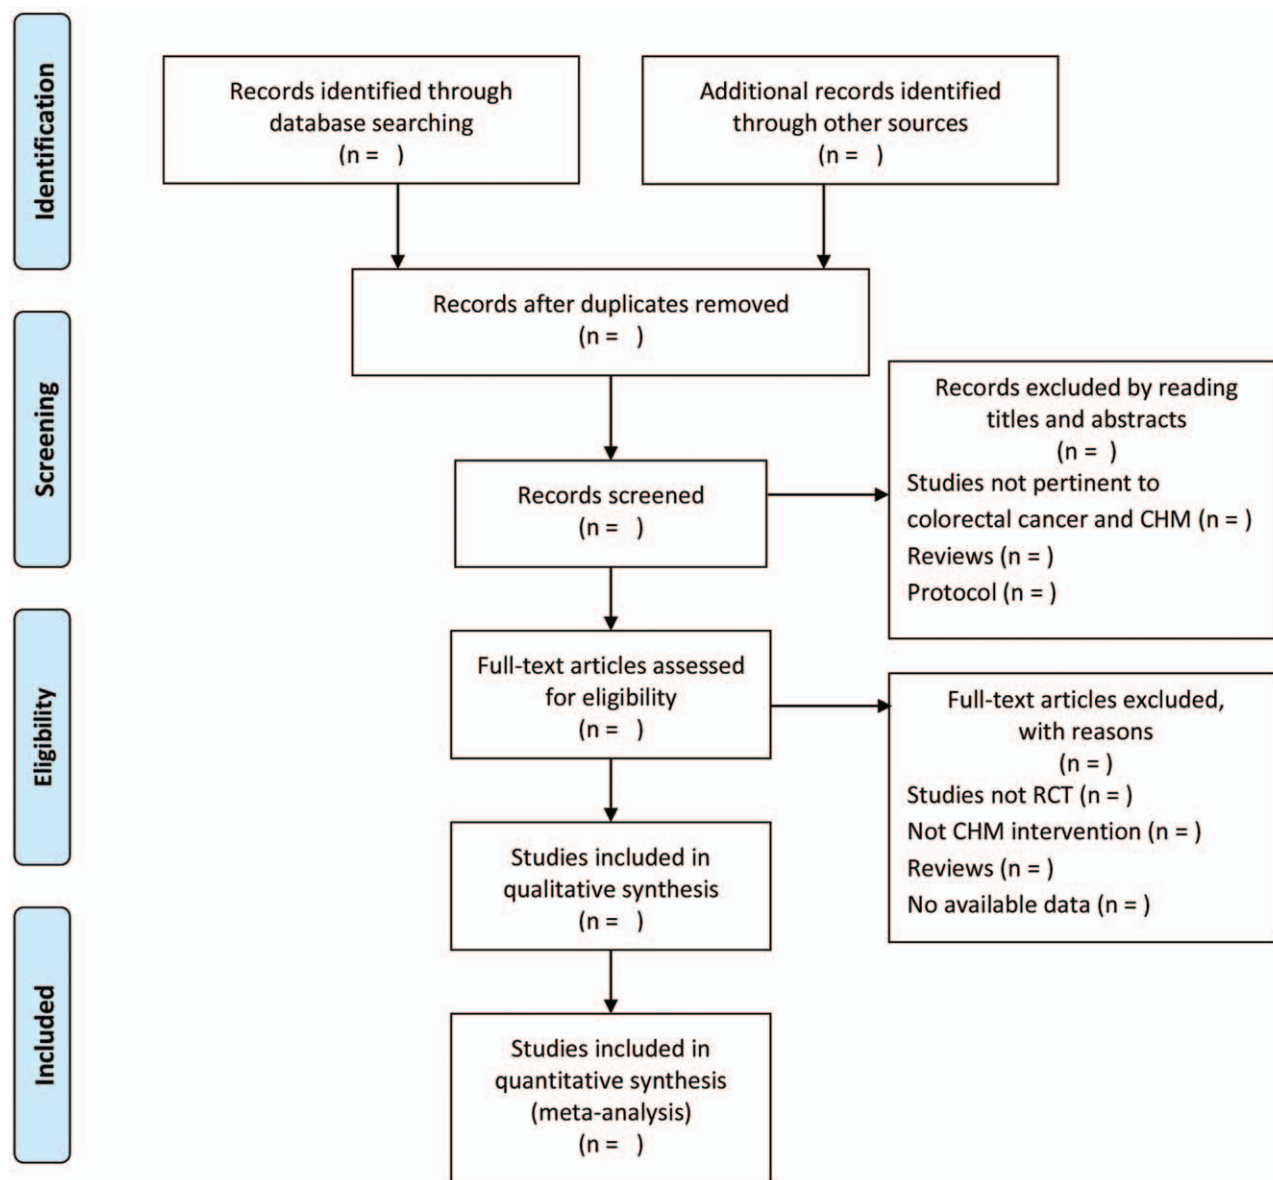 Identification
Records identified through
database searching
(n =   )
Additional records identified
through other sources
(n =   )
Records after duplicates removed
(n =   )
Screening
Records screened
(n =   )
Records excluded by reading
titles and abstracts
(n =  )
Studies not pertinent to
colorectal cancer and CHM (n = )
Reviews (n = )
Protocol (n = )
Eligibility
Full-text articles assessed
for eligibility
(n =   )
Full-text articles excluded,
with reasons
(n = )
Studies not RCT (n = )
Not CHM intervention (n = )
Reviews (n = )
No available data (n = )
Studies included in
qualitative synthesis
(n =   )
Included
Studies included in
quantitative synthesis
(meta-analysis)
(n =   )